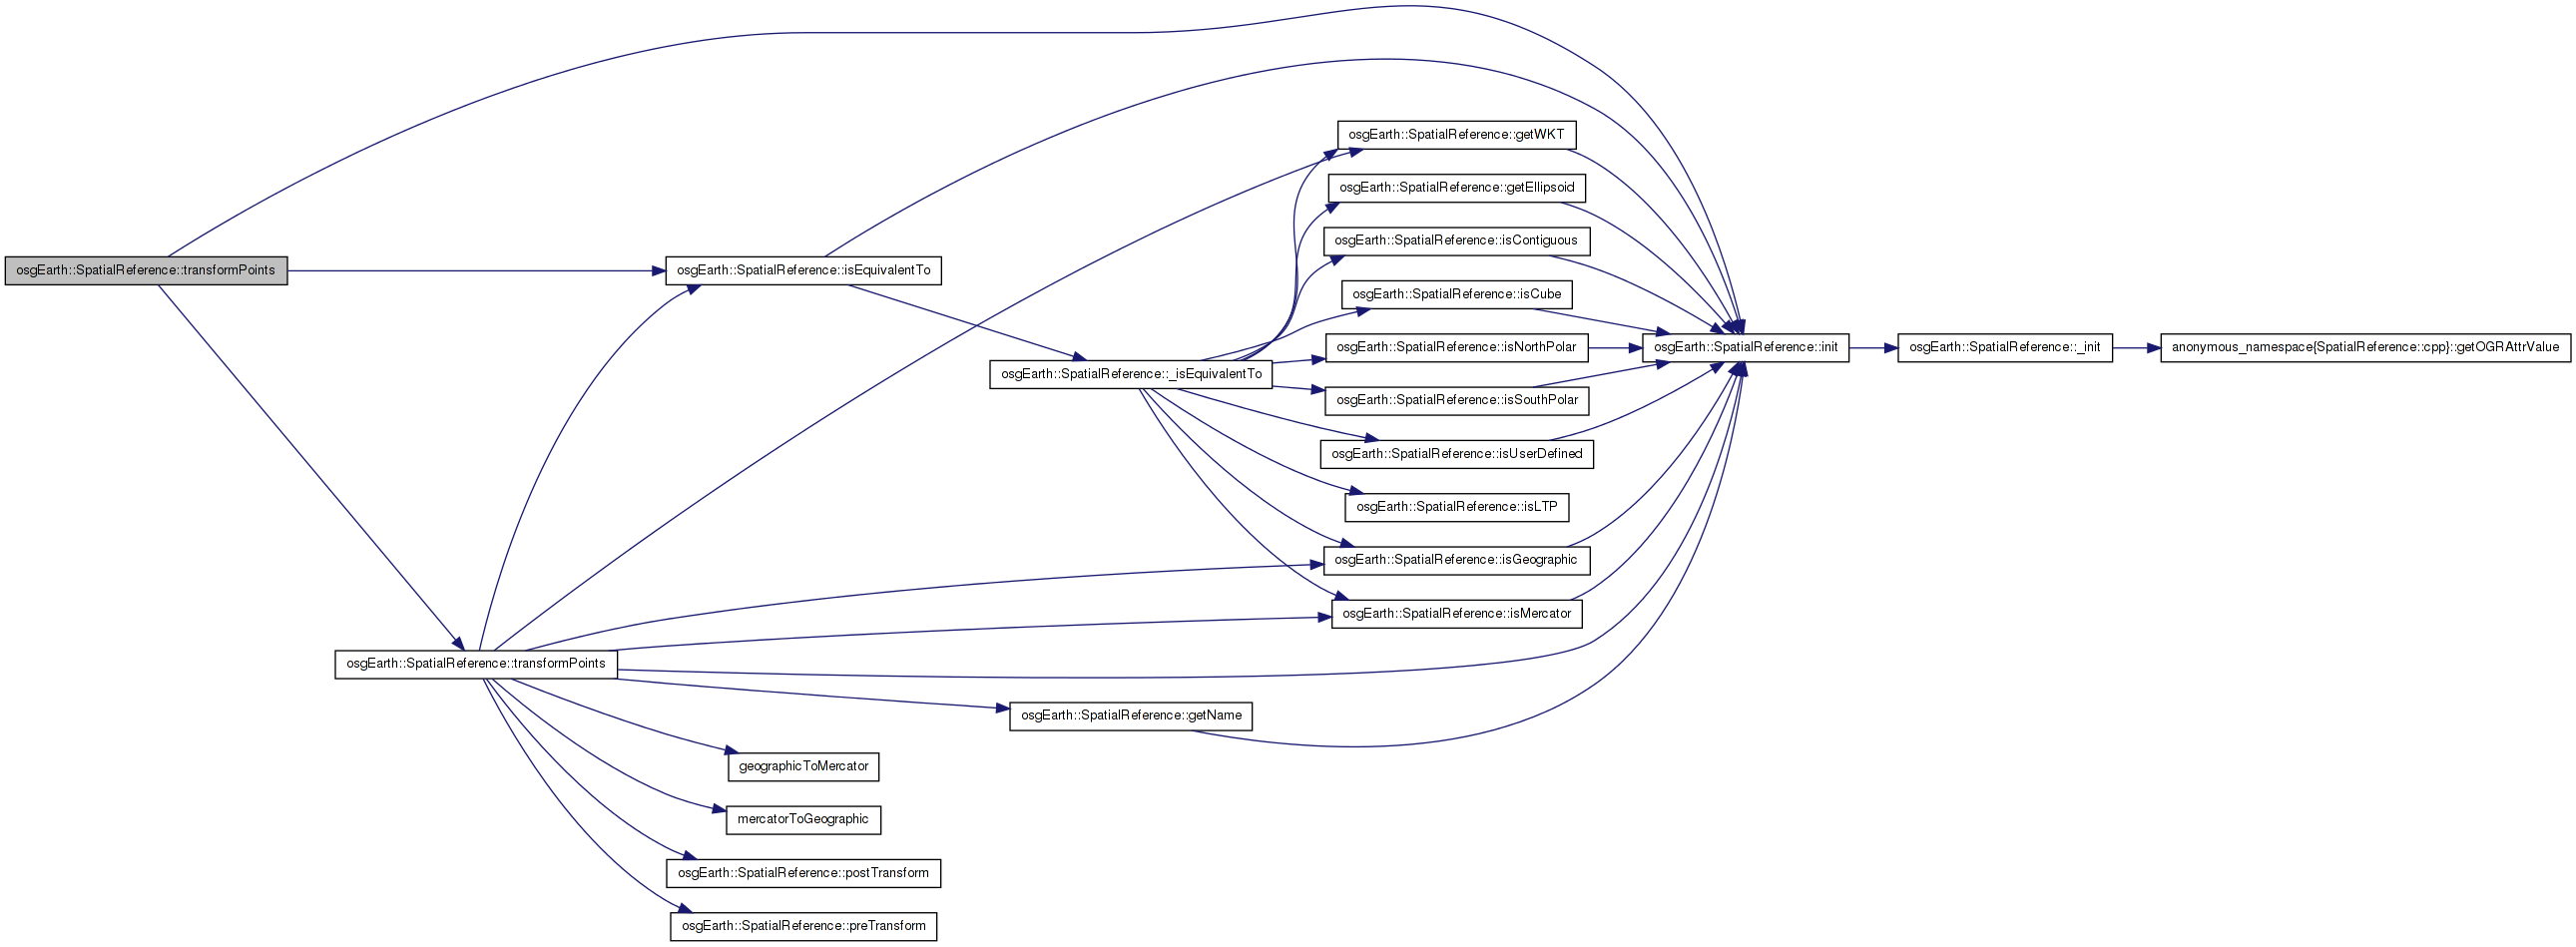 osgEarth::SpatialReference::transformPoints
osgEarth::SpatialReference::isEquivalentTo
osgEarth::SpatialReference::_isEquivalentTo
osgEarth::SpatialReference::getWKT
osgEarth::SpatialReference::getEllipsoid
osgEarth::SpatialReference::isContiguous
osgEarth::SpatialReference::isCube
osgEarth::SpatialReference::isNorthPolar
osgEarth::SpatialReference::isSouthPolar
osgEarth::SpatialReference::isUserDefined
osgEarth::SpatialReference::isLTP
osgEarth::SpatialReference::isGeographic
osgEarth::SpatialReference::isMercator
osgEarth::SpatialReference::init
osgEarth::SpatialReference::_init
anonymous_namespace{SpatialReference::cpp}::getOGRAttrValue
osgEarth::SpatialReference::transformPoints
osgEarth::SpatialReference::getName
geographicToMercator
mercatorToGeographic
osgEarth::SpatialReference::postTransform
osgEarth::SpatialReference::preTransform